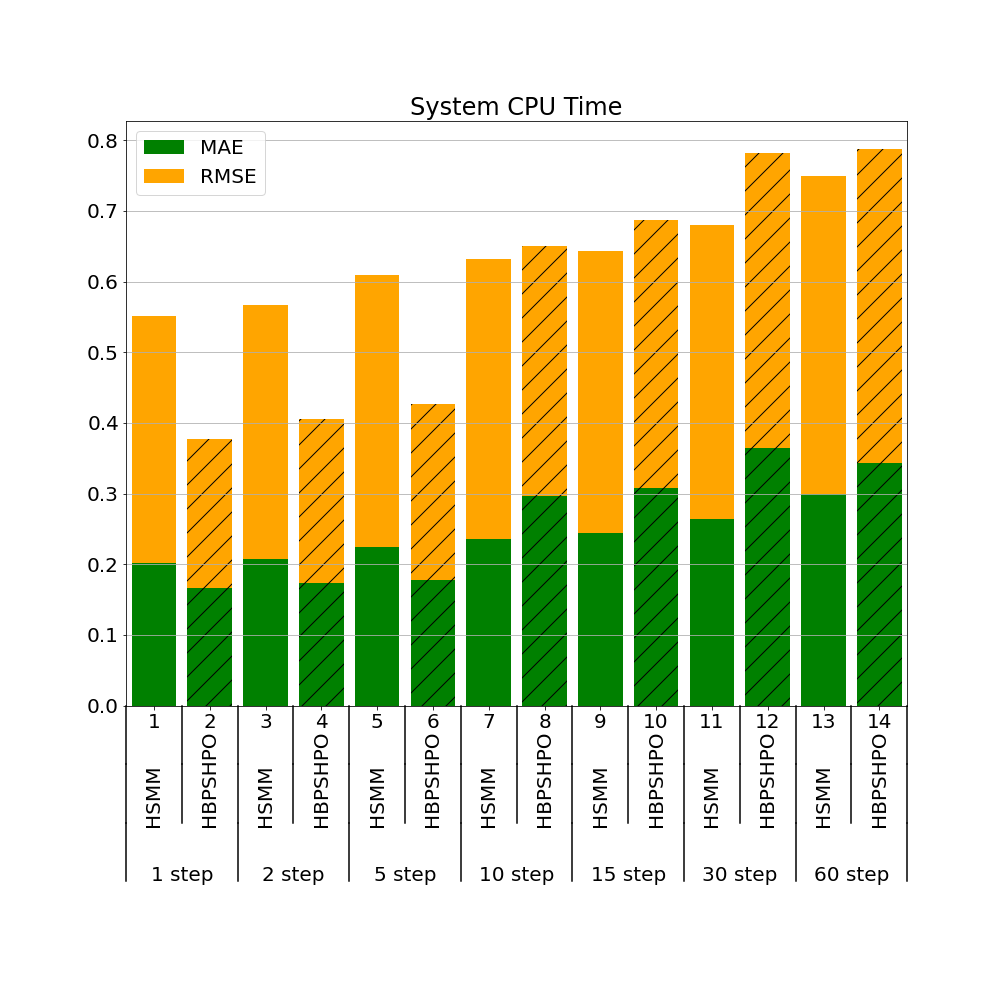 System CPU Time
MAE
RMSE
0.8
0.7
0.6
0.5
0.4
0.3
0.2
0.1
0.0
1 2 3 4 5 6 7 8 9 10 11 12 13 14
HSMM HBPSHPO HSMM HBPSHPO HSMM HBPSHPO HSMM HBPSHPO HSMM HBPSHPO HSMM HBPSHPO HSMM HBPSHPO
1 step 2 step 5 step 10 step 15 step 30 step 60 step